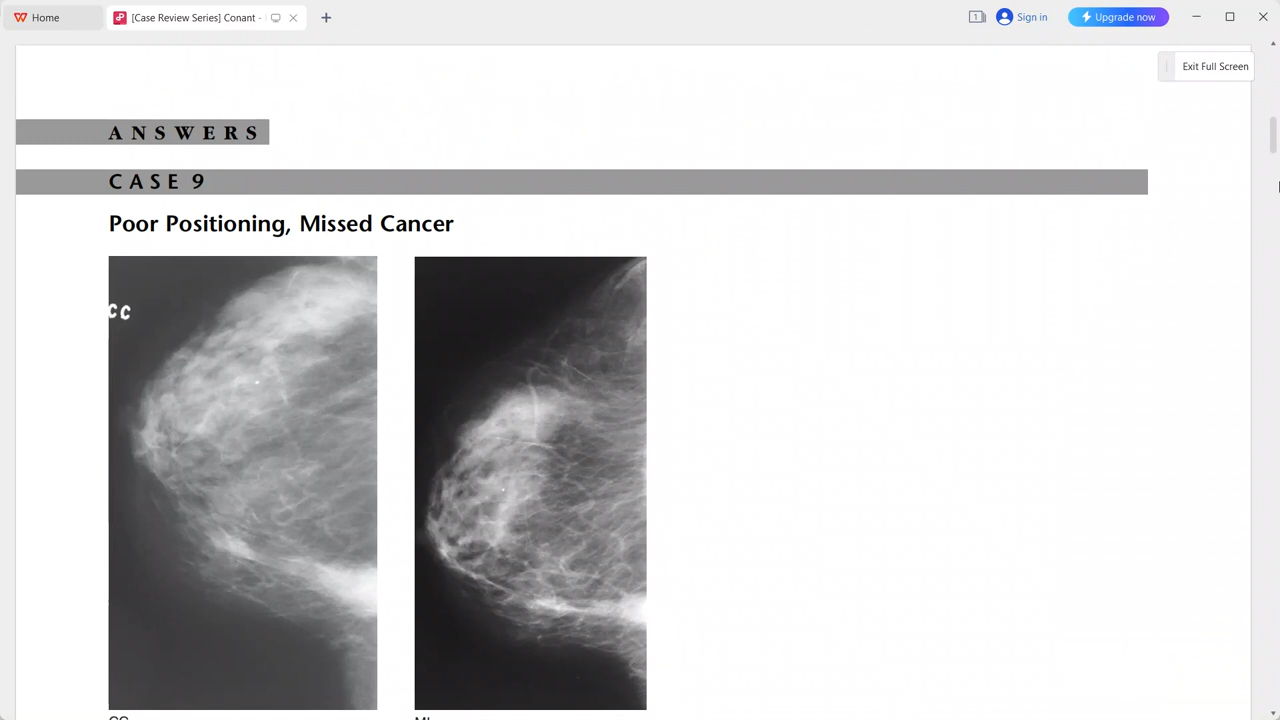 Home
[Case Review Series] Conant -
1
Sign in
Upgrade now
Exit Full Screen
ANSWERS
CASE 9
Poor Positioning, Missed Cancer
CC